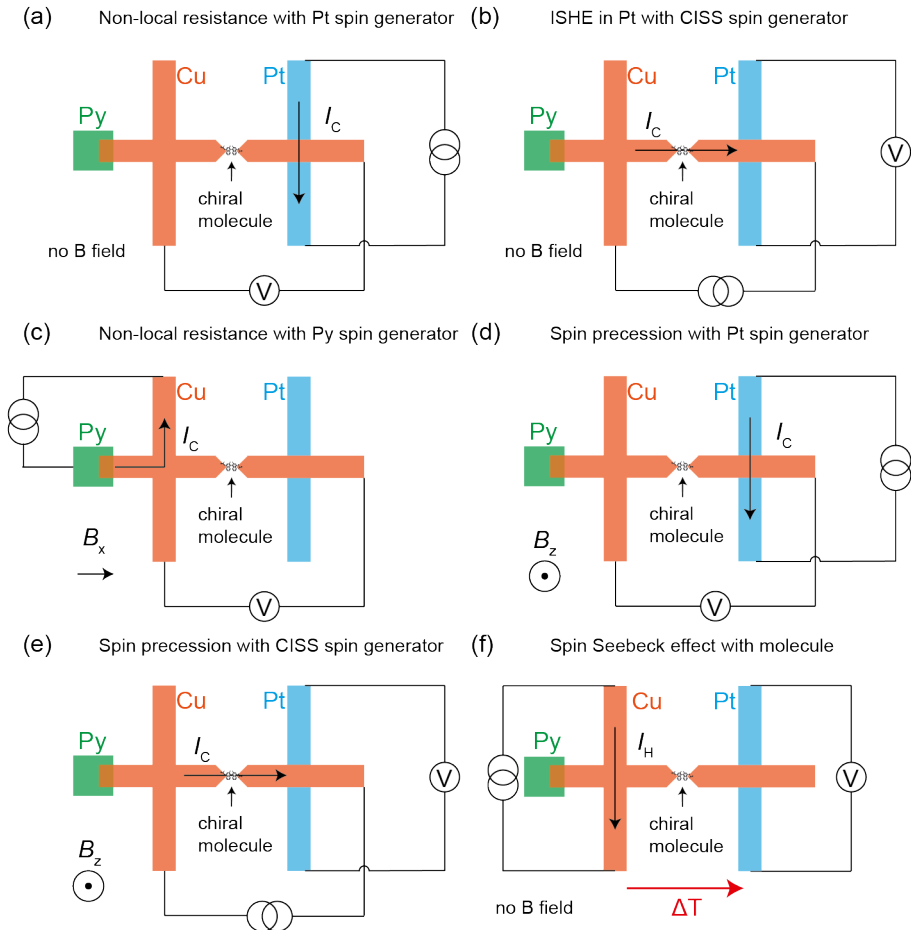 (a) Non-local resistance with Pt spin generator
Cu
Pt
Py
I_C
chiral
molecule
no B field
V
(b) ISHE in Pt with CISS spin generator
Cu
Pt
Py
I_C
chiral
molecule
no B field
V
(c) Non-local resistance with Py spin generator
Cu
Pt
Py
I_C
chiral
molecule
B_x
V
(d) Spin precession with Pt spin generator
Cu
Pt
Py
I_C
chiral
molecule
B_z
V
(e) Spin precession with CISS spin generator
Cu
Pt
Py
I_C
chiral
molecule
B_z
V
(f) Spin Seebeck effect with molecule
Cu
Pt
Py
I_H
chiral
molecule
no B field
ΔT
V